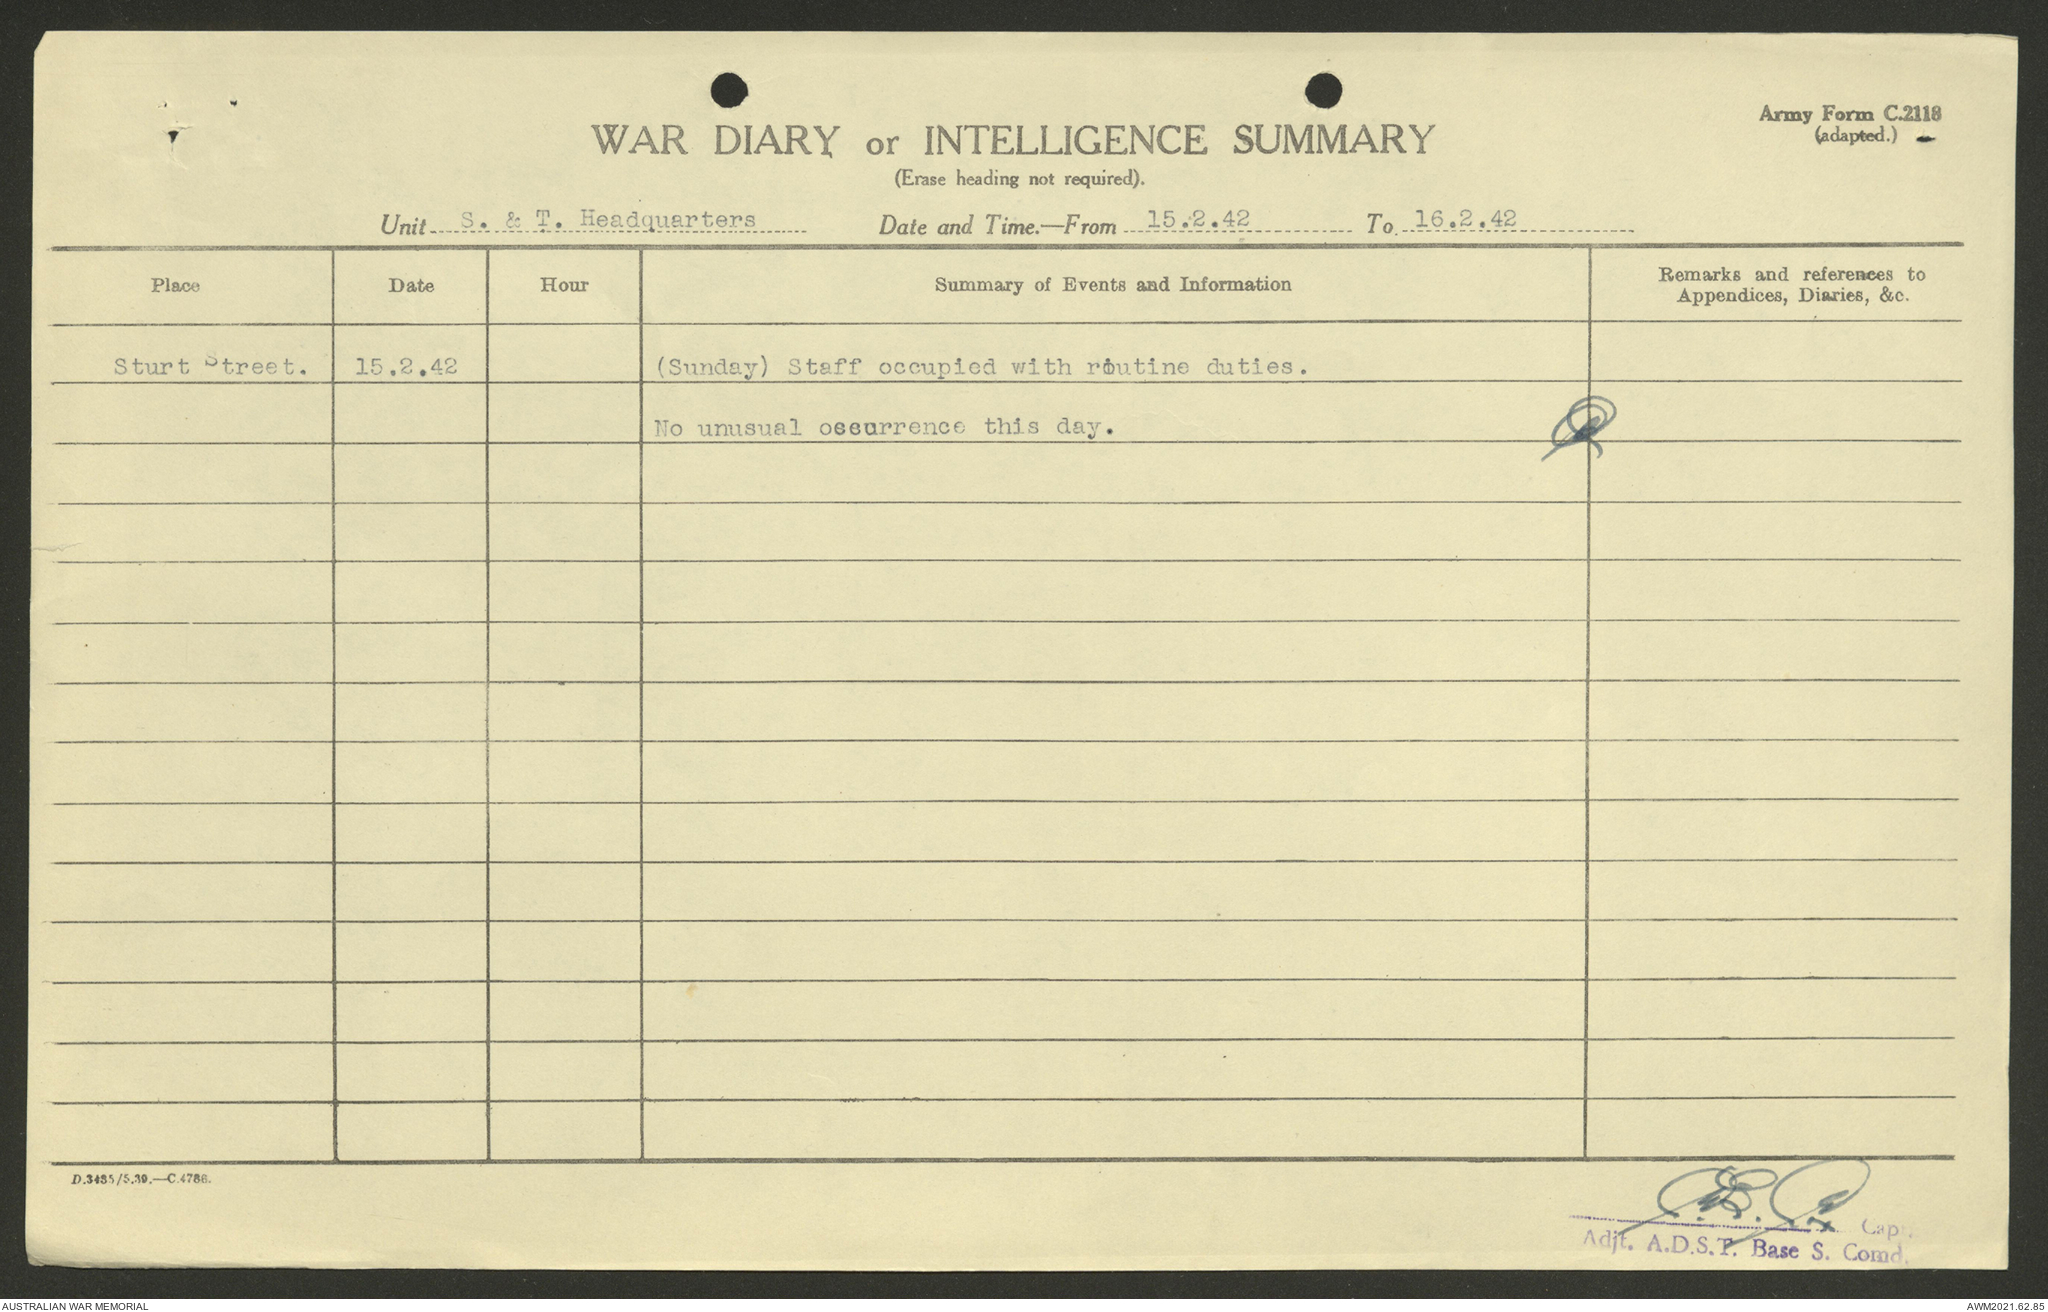 Army Form C.2118
(adapted.)
WAR DIARY or INTELLIGENCE SUMMARY
(Erase heading not required).
Unit S. & T. Headquarters Date and Time.—From 15.2.42 To 16.2.42
Place Date Hour Summary of Events and Information Remarks and references to
Appendices, Diaries, &c.
Sturt Street. 15.2.42 (Sunday) Staff occupied with routine duties.
No unusual occurrence this day.
D.3485/5.39.—C.4786.
Capt.
Adjt. A.D.S.T. Base S. Comd.
AUSTRALIAN WAR MEMORIAL
AWM2021.62.85